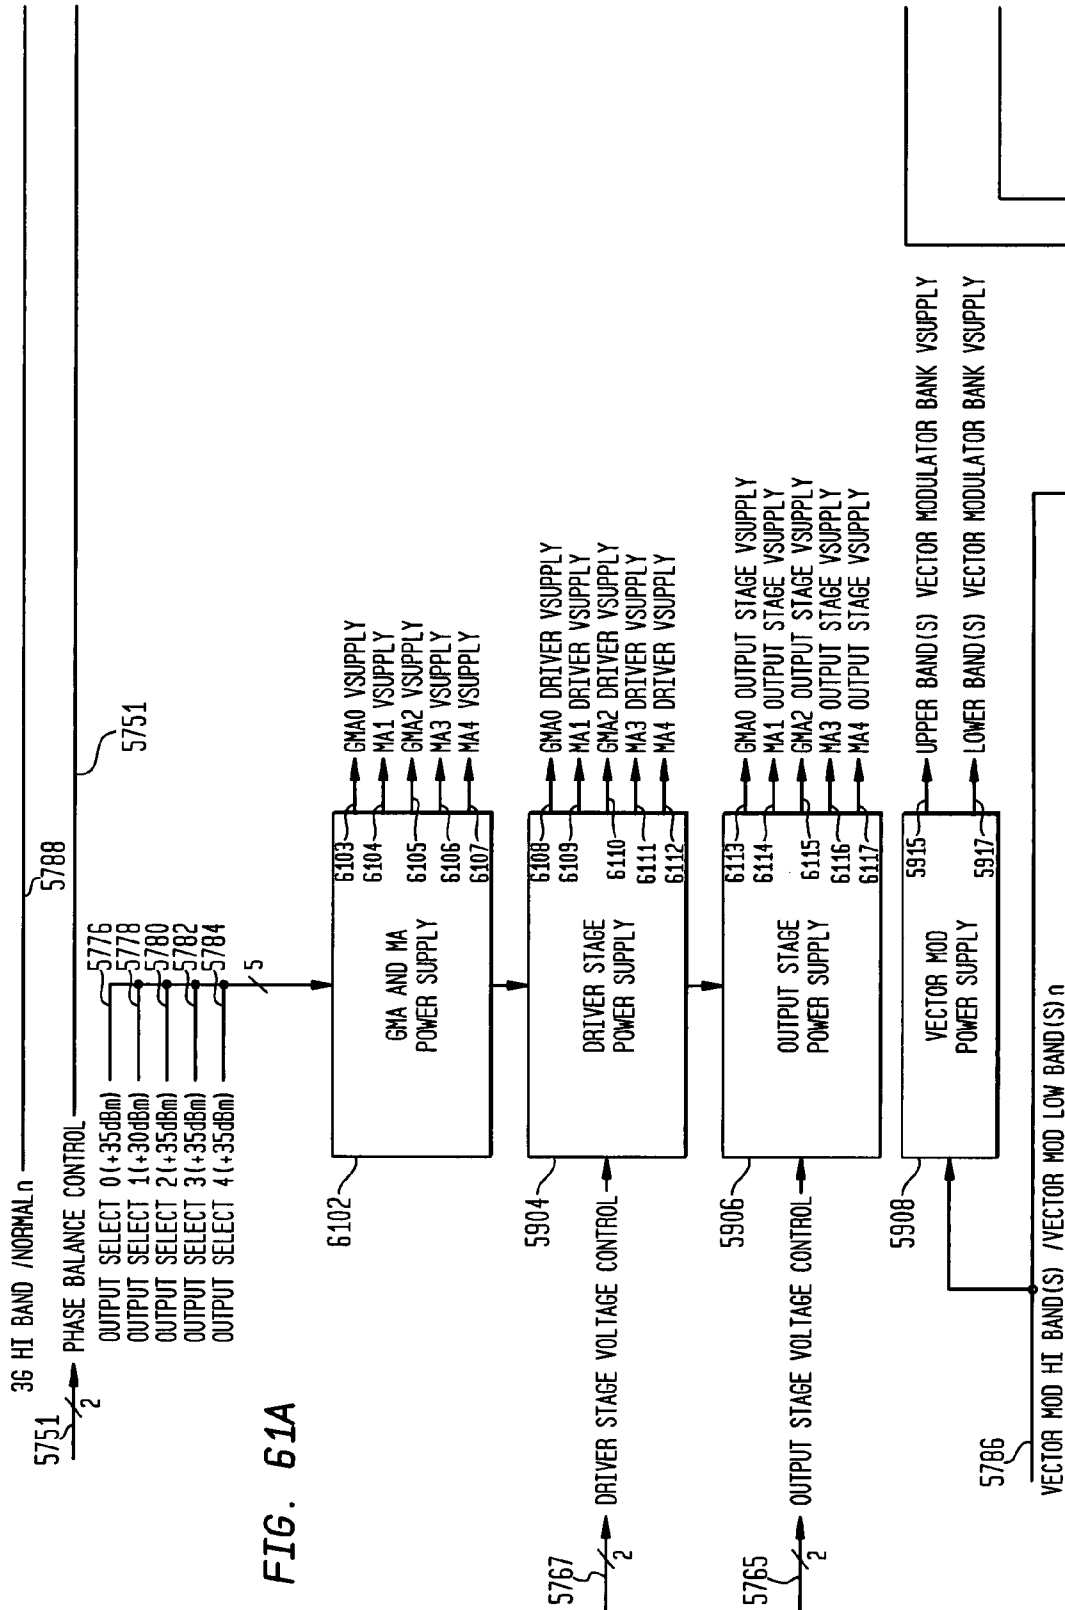 3G HI BAND /NORMALn
5788
5751
2
PHASE BALANCE CONTROL
5751
OUTPUT SELECT 0(+35dBm)
5776
OUTPUT SELECT 1(+30dBm)
5778
OUTPUT SELECT 2(+35dBm)
5780
OUTPUT SELECT 3(+35dBm)
5782
OUTPUT SELECT 4(+35dBm)
5784
5
FIG. 61A
6102
GMA AND MA
POWER SUPPLY
6103
GMA0 VSUPPLY
6104
MA1 VSUPPLY
6105
GMA2 VSUPPLY
6106
MA3 VSUPPLY
6107
MA4 VSUPPLY
5767
2
DRIVER STAGE VOLTAGE CONTROL
5904
DRIVER STAGE
POWER SUPPLY
6108
GMA0 DRIVER VSUPPLY
6109
MA1 DRIVER VSUPPLY
6110
GMA2 DRIVER VSUPPLY
6111
MA3 DRIVER VSUPPLY
6112
MA4 DRIVER VSUPPLY
5765
2
OUTPUT STAGE VOLTAGE CONTROL
5906
OUTPUT STAGE
POWER SUPPLY
6113
GMA0 OUTPUT STAGE VSUPPLY
6114
MA1 OUTPUT STAGE VSUPPLY
6115
GMA2 OUTPUT STAGE VSUPPLY
6116
MA3 OUTPUT STAGE VSUPPLY
6117
MA4 OUTPUT STAGE VSUPPLY
5908
VECTOR MOD
POWER SUPPLY
5915
UPPER BAND(S) VECTOR MODULATOR BANK VSUPPLY
5917
LOWER BAND(S) VECTOR MODULATOR BANK VSUPPLY
5786
VECTOR MOD HI BAND(S) /VECTOR MOD LOW BAND(S)n